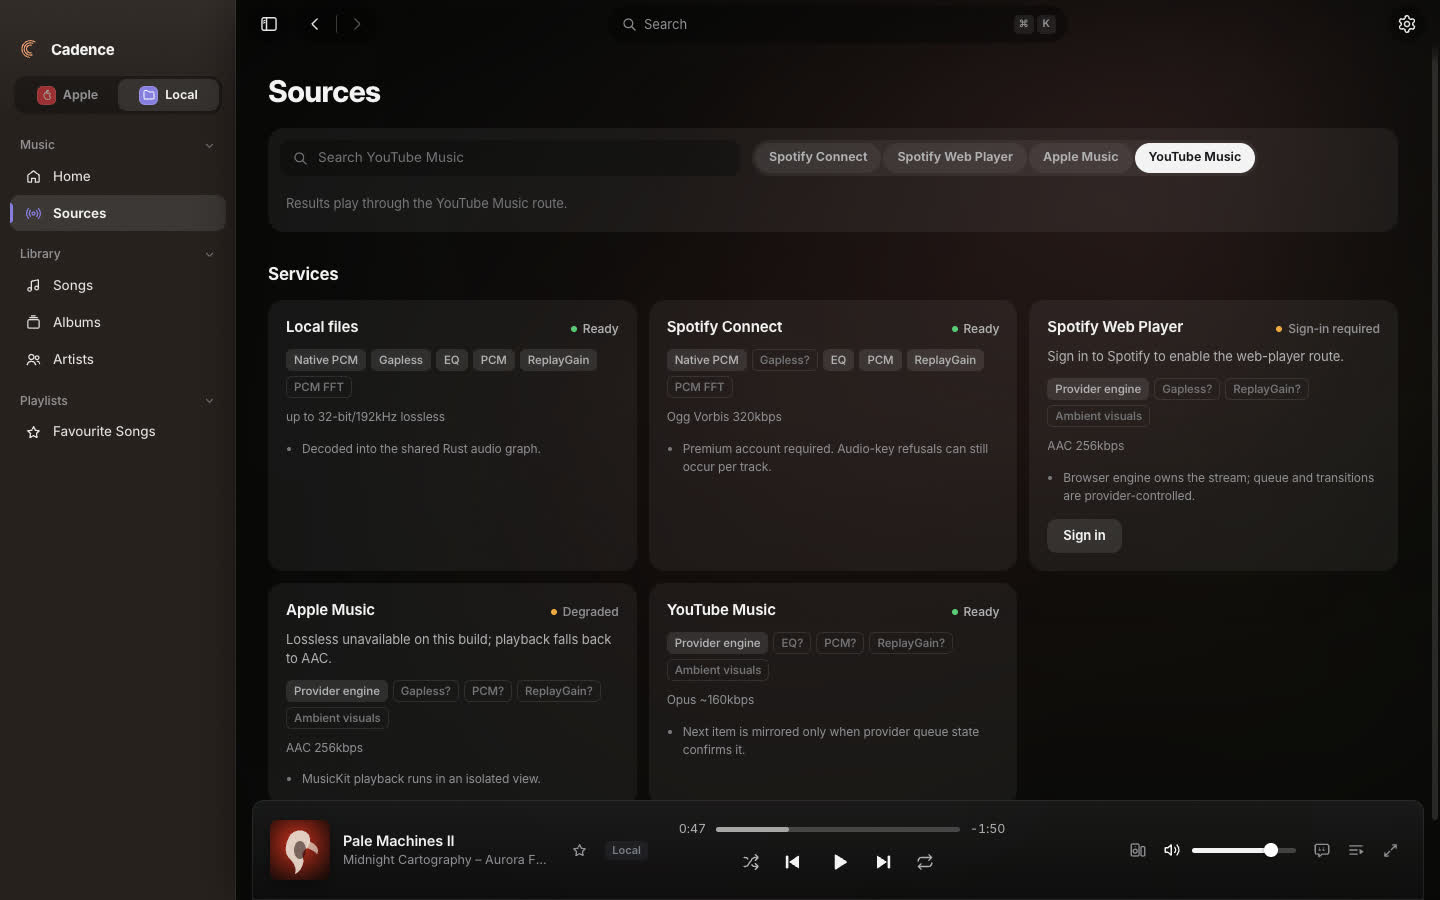 Cadence
Apple
Local
Music
Home
Sources
Library
Songs
Albums
Artists
Playlists
Favourite Songs
Search
⌘ K
Sources
Search YouTube Music
Spotify Connect
Spotify Web Player
Apple Music
YouTube Music
Results play through the YouTube Music route.
Services
Local files
Ready
Native PCM
Gapless
EQ
PCM
ReplayGain
PCM FFT
up to 32-bit/192kHz lossless
• Decoded into the shared Rust audio graph.
Spotify Connect
Ready
Native PCM
Gapless?
EQ
PCM
ReplayGain
PCM FFT
Ogg Vorbis 320kbps
• Premium account required. Audio-key refusals can still
occur per track.
Spotify Web Player
Sign-in required
Sign in to Spotify to enable the web-player route.
Provider engine
Gapless?
ReplayGain?
Ambient visuals
AAC 256kbps
• Browser engine owns the stream; queue and transitions
are provider-controlled.
Sign in
Apple Music
Degraded
Lossless unavailable on this build; playback falls back
to AAC.
Provider engine
Gapless?
PCM?
ReplayGain?
Ambient visuals
AAC 256kbps
• MusicKit playback runs in an isolated view.
YouTube Music
Ready
Provider engine
EQ?
PCM?
ReplayGain?
Ambient visuals
Opus ~160kbps
• Next item is mirrored only when provider queue state
confirms it.
Pale Machines II
Midnight Cartography – Aurora F...
Local
0:47
-1:50